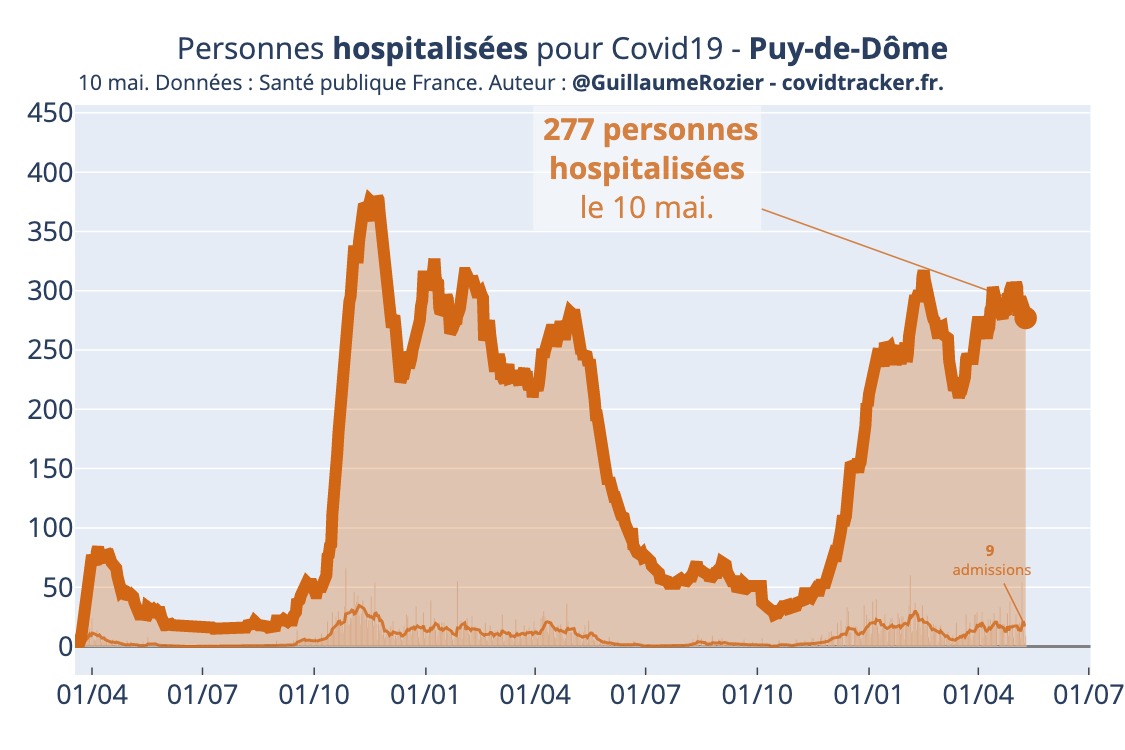 Personnes hospitalisées pour Covid19 - Puy-de-Dôme
10 mai. Données : Santé publique France. Auteur : @GuillaumeRozier - covidtracker.fr.
450
277 personnes
hospitalisées
le 10 mai.
400
350
300
250
200
150
100
9
admissions
50
0
01/04 01/07 01/10 01/01 01/04 01/07 01/10 01/01 01/04 01/07